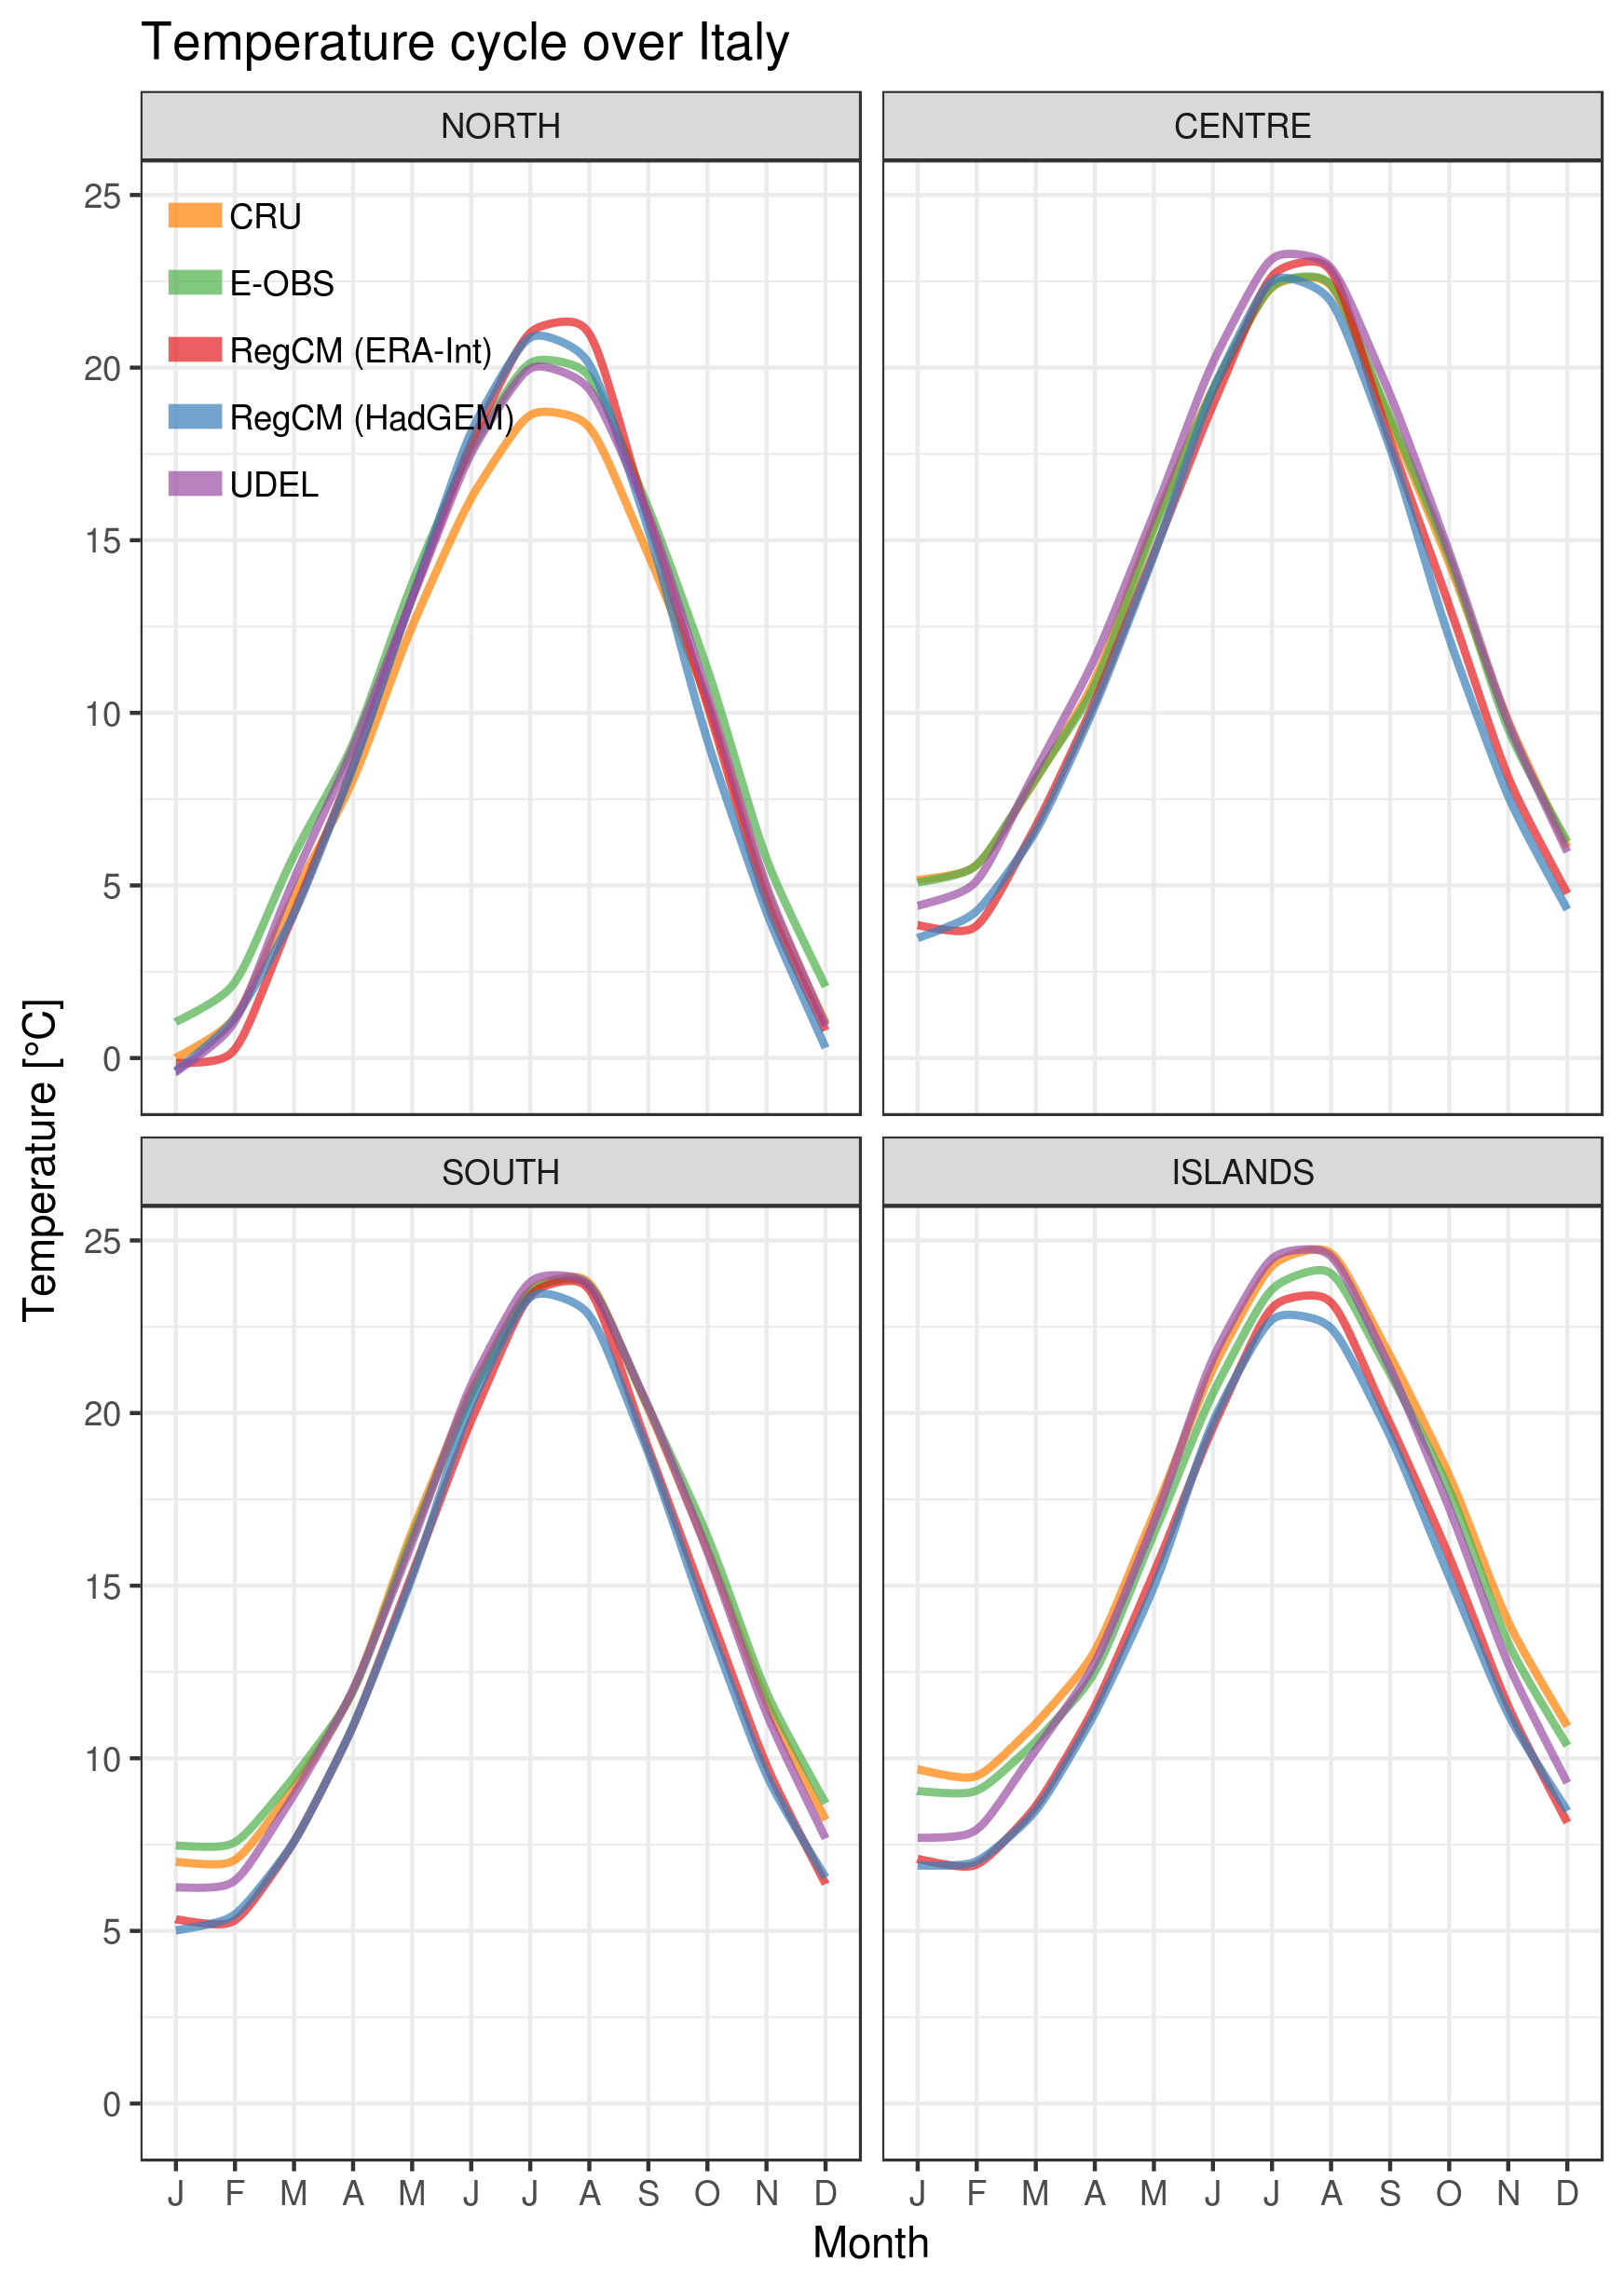 Temperature cycle over Italy
NORTH
CENTRE
25
20
15
10
5
0
CRU
E-OBS
RegCM (ERA-Int)
RegCM (HadGEM)
UDEL
Temperature [°C]
SOUTH
ISLANDS
25
20
15
10
5
0
J F M A M J J A S O N D
J F M A M J J A S O N D
Month